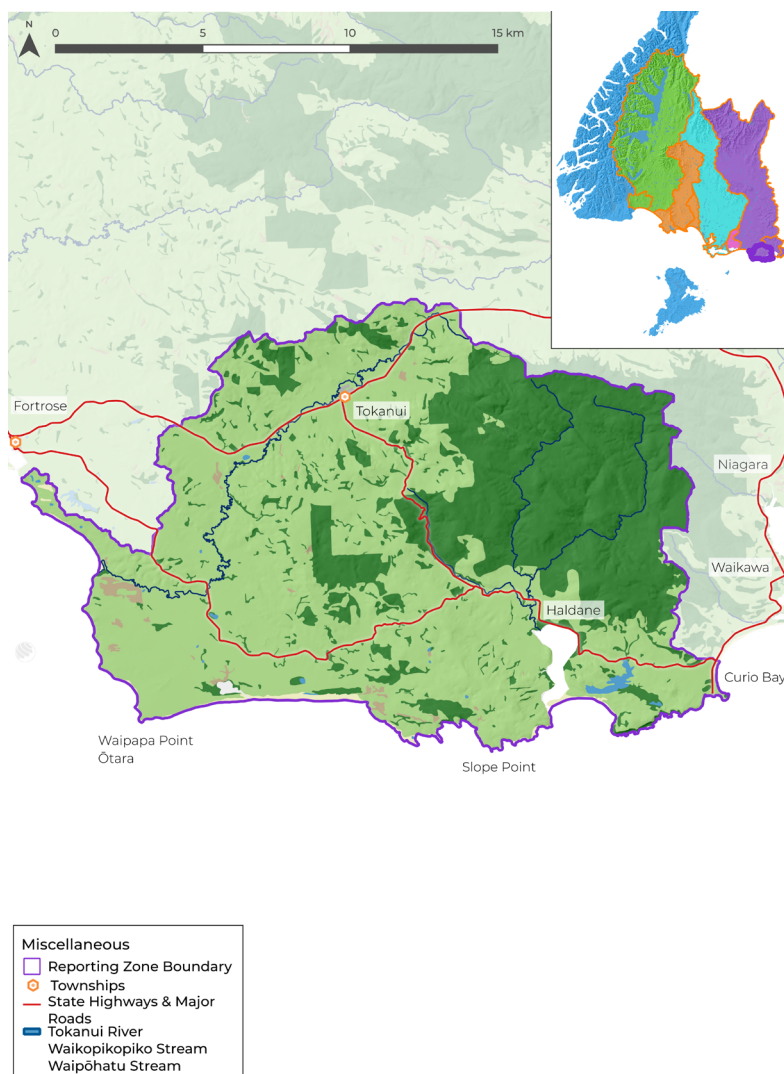 N
0 5 10 15 km
Fortrose
Tokanui
Niagara
Waikawa
Haldane
Curio Bay
Waipapa Point
Ōtara
Slope Point
Miscellaneous
Reporting Zone Boundary
Townships
State Highways & Major
Roads
Tokanui River
Waikopikopiko Stream
Waipōhatu Stream